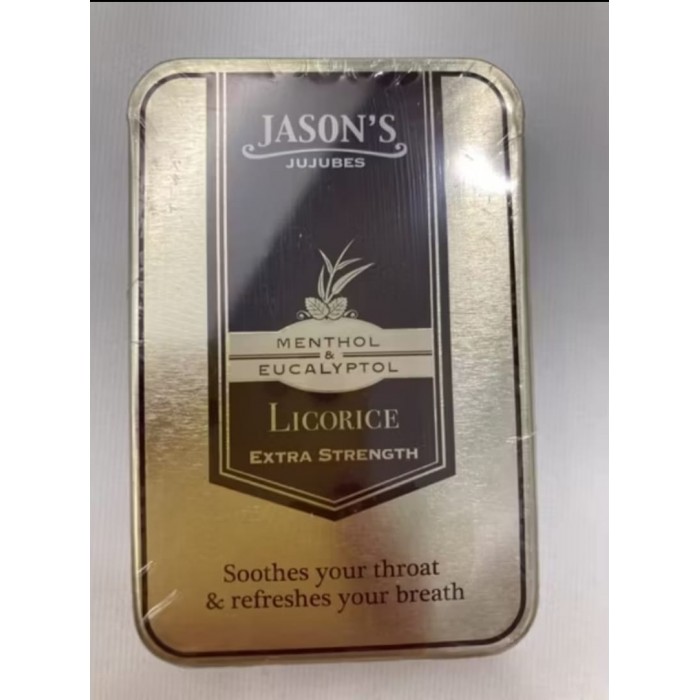 JASON'S
JUJUBES
MENTHOL
&
EUCALYPTOL
LICORICE
EXTRA STRENGTH
Soothes your throat
& refreshes your breath